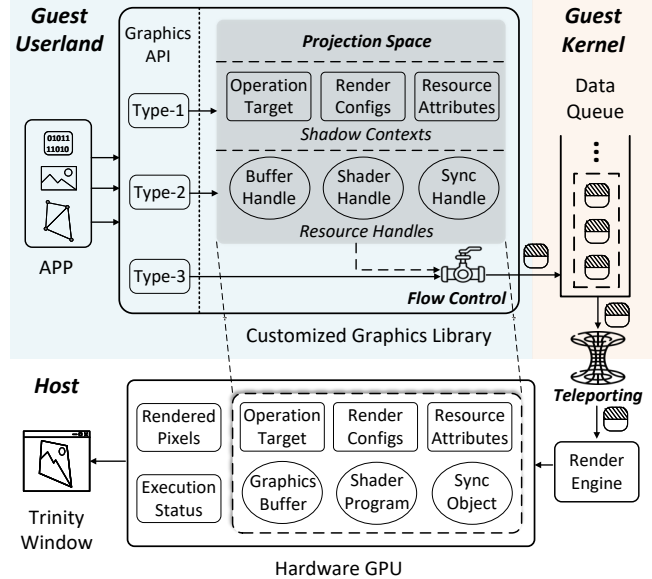 Guest
Userland
Graphics
API
Projection Space
Guest
Kernel
Data
Queue
Type-1
Operation
Target
Render
Configs
Resource
Attributes
Shadow Contexts
01011
11010
APP
Type-2
Buffer
Handle
Shader
Handle
Sync
Handle
Resource Handles
Type-3
Flow Control
Customized Graphics Library
Teleporting
Host
Rendered
Pixels
Operation
Target
Render
Configs
Resource
Attributes
Execution
Status
Graphics
Buffer
Shader
Program
Sync
Object
Render
Engine
Trinity
Window
Hardware GPU